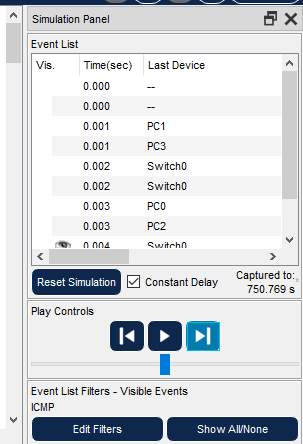 Simulation Panel
Event List
Vis. Time(sec) Last Device
0.000 --
0.000 --
0.001 PC1
0.001 PC3
0.002 Switch0
0.002 Switch0
0.003 PC0
0.003 PC2
0.004 Switch0
Reset Simulation Constant Delay Captured to:
750.769 s
Play Controls
Event List Filters - Visible Events
ICMP
Edit Filters Show All/None